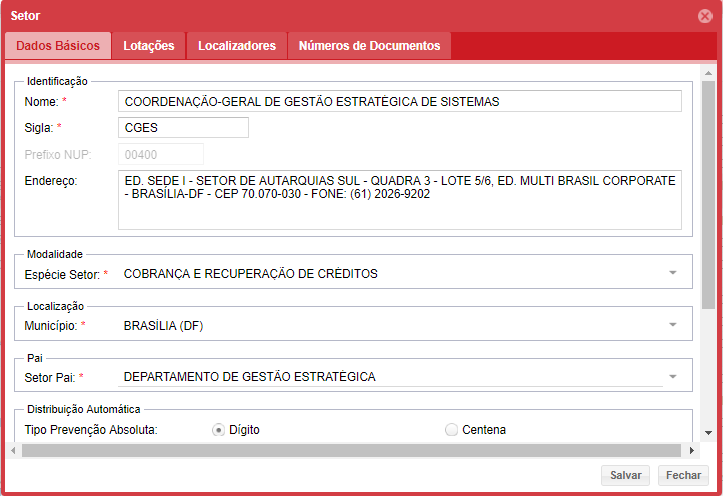 Setor
Dados Básicos Lotações Localizadores Números de Documentos
Identificação
Nome: * COORDENAÇÃO-GERAL DE GESTÃO ESTRATÉGICA DE SISTEMAS
Sigla: * CGES
Prefixo NUP: 00400
Endereço: ED. SEDE I - SETOR DE AUTARQUIAS SUL - QUADRA 3 - LOTE 5/6, ED. MULTI BRASIL CORPORATE
- BRASÍLIA-DF - CEP 70.070-030 - FONE: (61) 2026-9202
Modalidade
Espécie Setor: * COBRANÇA E RECUPERAÇÃO DE CRÉDITOS
Localização
Município: * BRASÍLIA (DF)
Pai
Setor Pai: * DEPARTAMENTO DE GESTÃO ESTRATÉGICA
Distribuição Automática
Tipo Prevenção Absoluta: Dígito Centena
Salvar Fechar